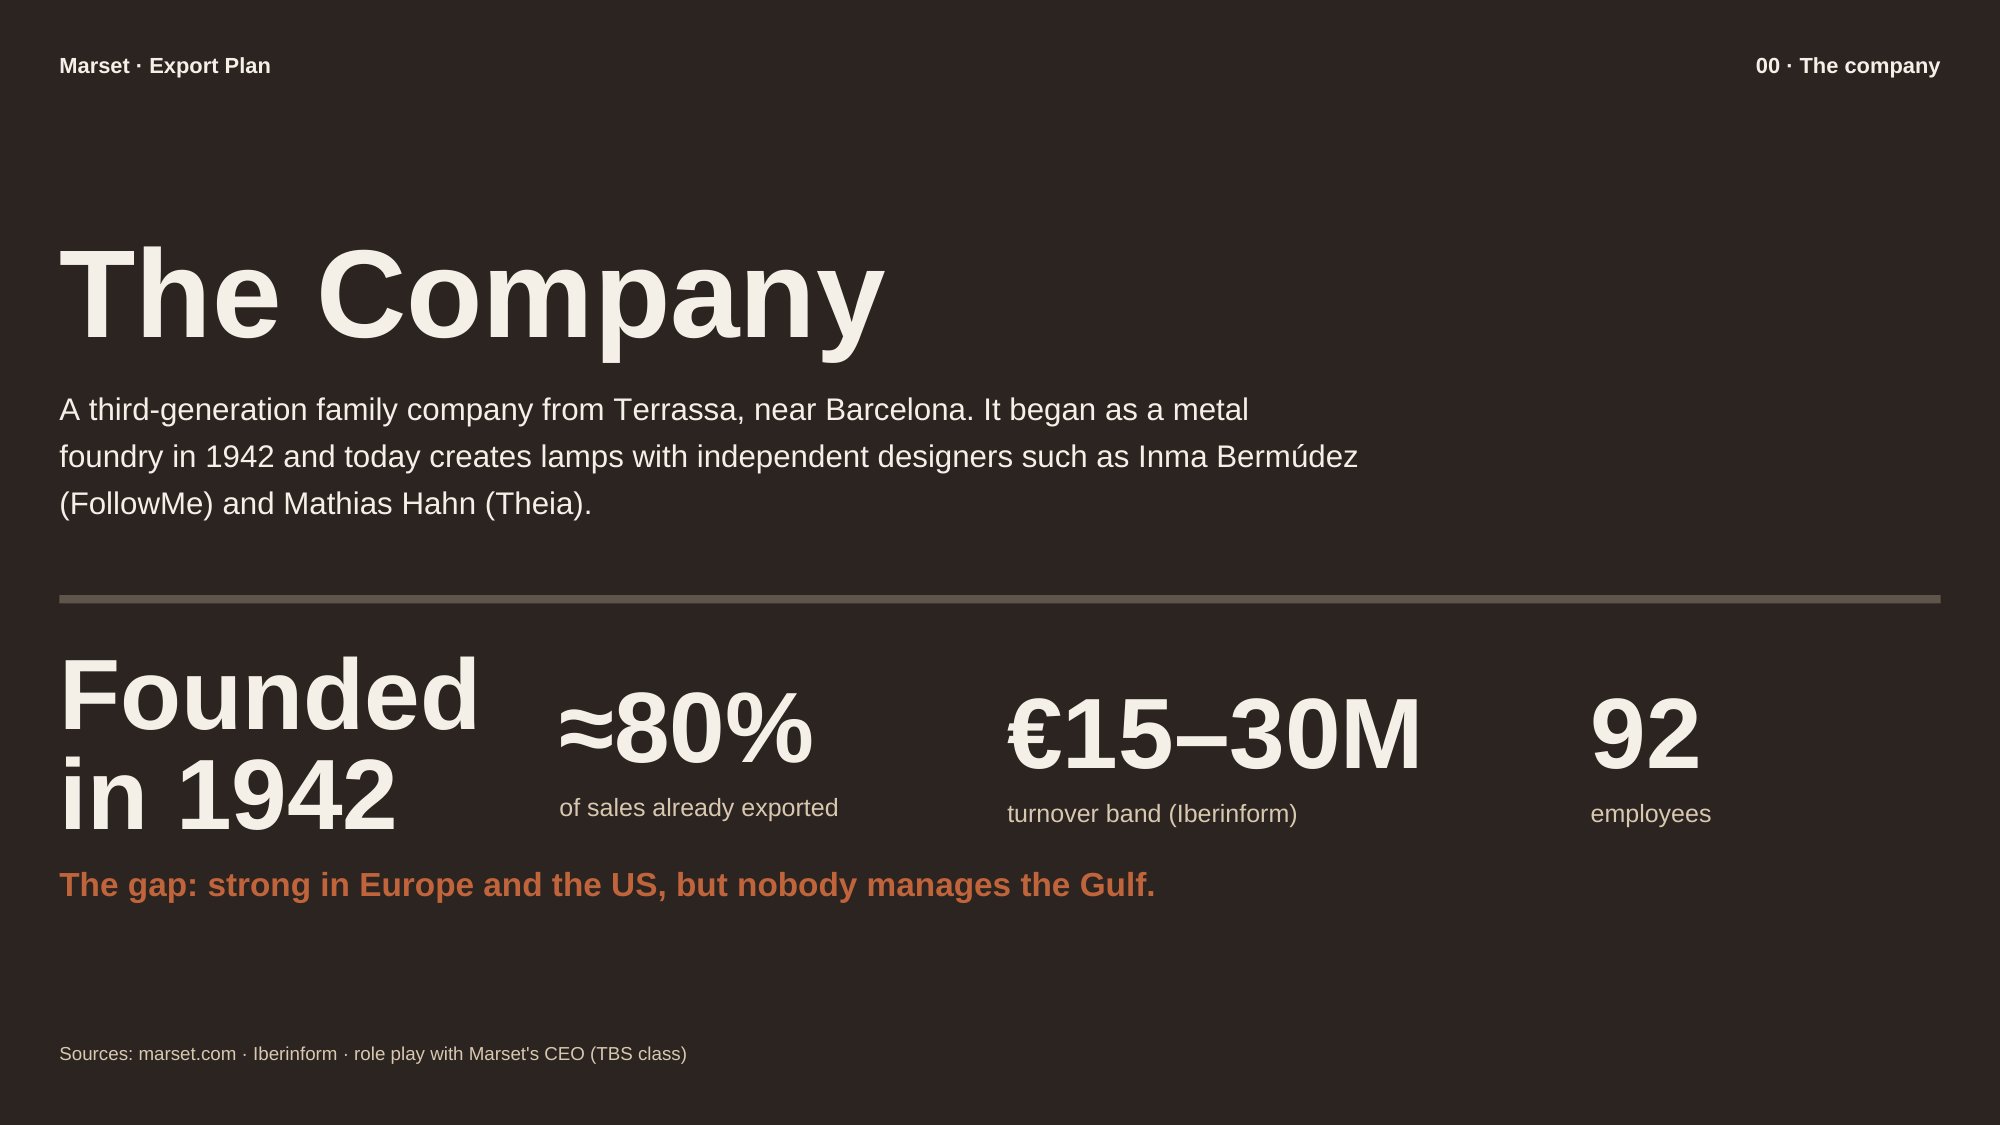 Marset · Export Plan
00 · The company
The Company
A third-generation family company from Terrassa, near Barcelona. It began as a metal
foundry in 1942 and today creates lamps with independent designers such as Inma Bermúdez
(FollowMe) and Mathias Hahn (Theia).
Founded
in 1942
≈80%
of sales already exported
€15–30M
turnover band (Iberinform)
92
employees
The gap: strong in Europe and the US, but nobody manages the Gulf.
Sources: marset.com · Iberinform · role play with Marset's CEO (TBS class)